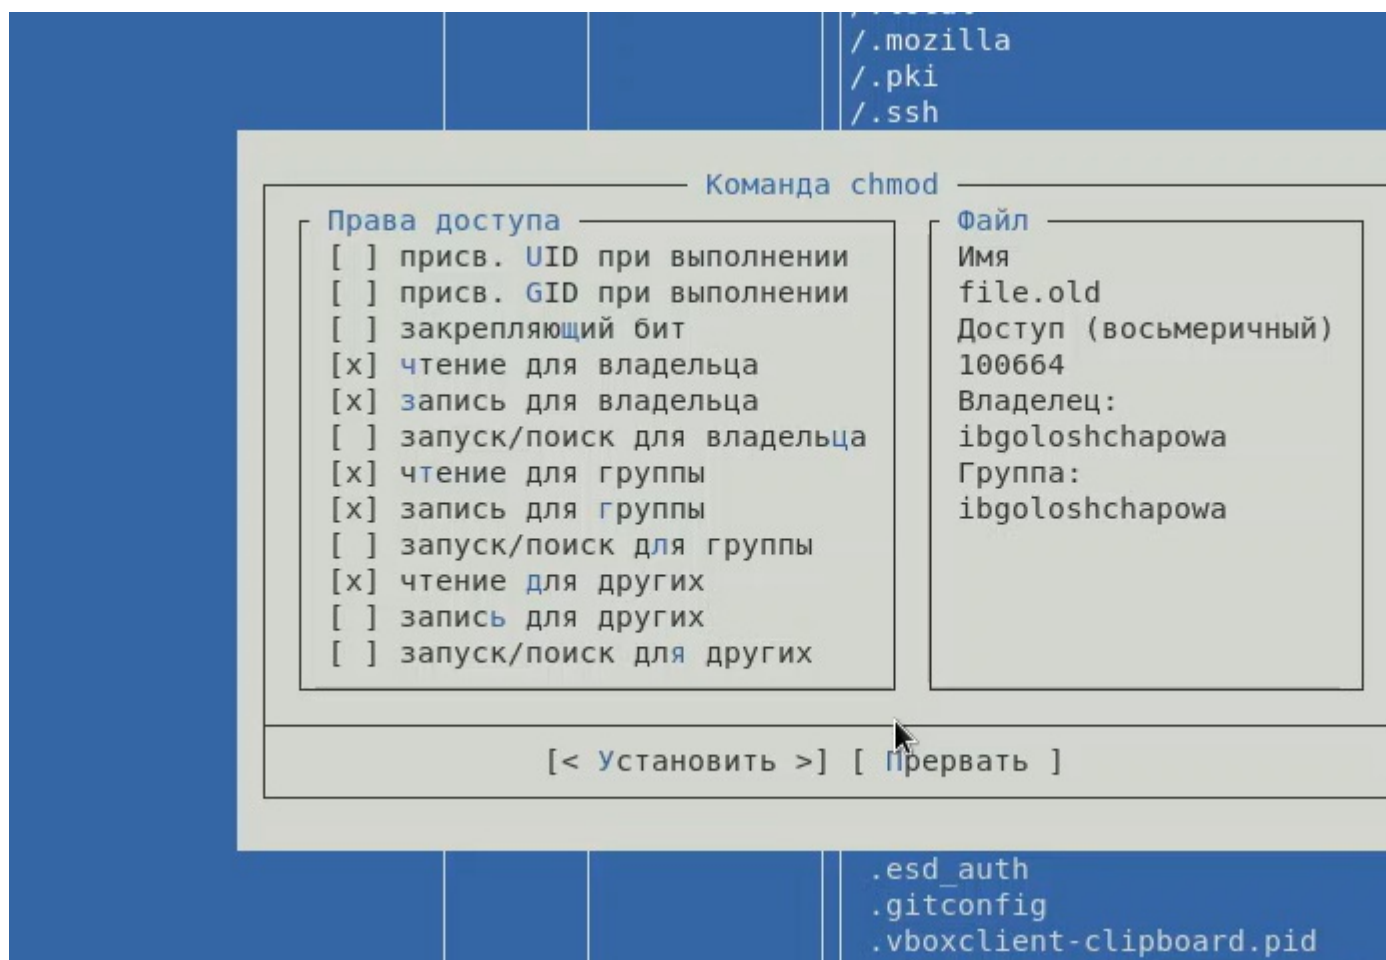 /.mozilla
/.pki
/.ssh
Команда chmod
Права доступа
[ ] присв. UID при выполнении
[ ] присв. GID при выполнении
[ ] закрепляющий бит
[x] чтение для владельца
[x] запись для владельца
[ ] запуск/поиск для владельца
[x] чтение для группы
[x] запись для группы
[ ] запуск/поиск для группы
[x] чтение для других
[ ] запись для других
[ ] запуск/поиск для других
Файл
Имя
file.old
Доступ (восьмеричный)
100664
Владелец:
ibgoloshchapowa
Группа:
ibgoloshchapowa
[< Установить >] [ Прервать ]
.esd_auth
.gitconfig
.vboxclient-clipboard.pid